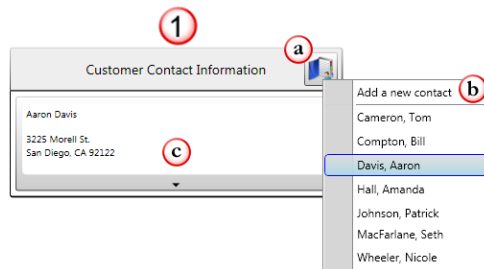 1
a
Customer Contact Information
Add a new contact
b
Cameron, Tom
Aaron Davis
Compton, Bill
3225 Morell St.
San Diego, CA 92122
c
Davis, Aaron
Hall, Amanda
Johnson, Patrick
MacFarlane, Seth
Wheeler, Nicole